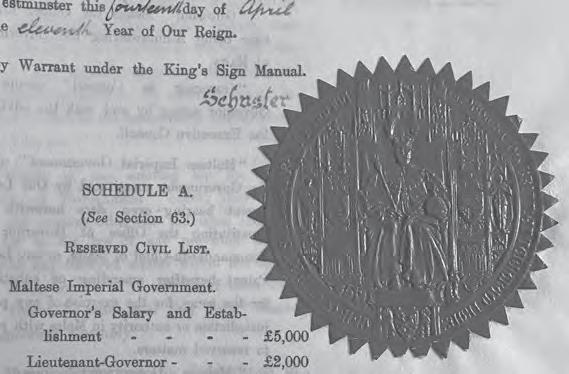 estminster this fourteenth day of April
e eleventh Year of Our Reign.
y Warrant under the King's Sign Manual.
Schuster
SCHEDULE A.
(See Section 63.)
RESERVED CIVIL LIST.
Maltese Imperial Government.
Governor's Salary and Estab-
lishment - - - - £5,000
Lieutenant-Governor - - - £2,000